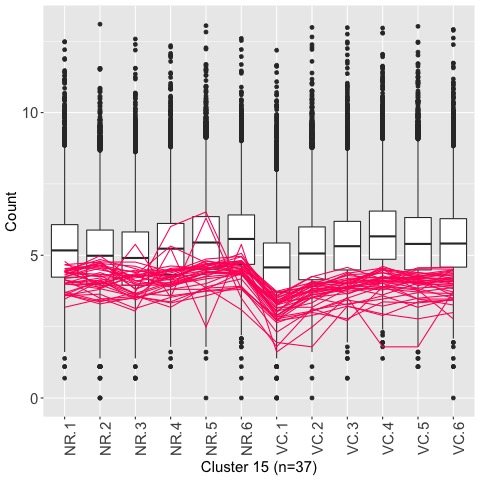 10
5
0
Count
NR.1
NR.2
NR.3
NR.4
NR.5
NR.6
VC.1
VC.2
VC.3
VC.4
VC.5
VC.6
Cluster 15 (n=37)